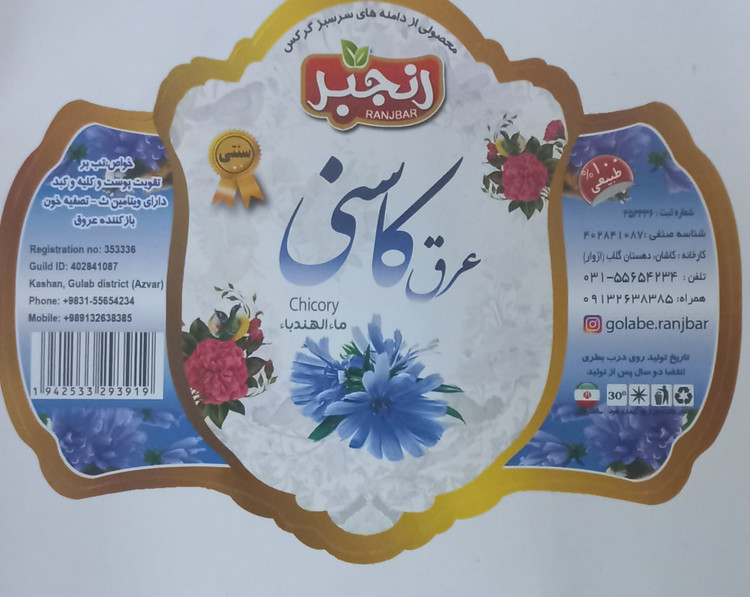 محصولی از دامنه های سرسبز کرکس
رنجبر
RANJBAR
سنتی
عرق کاسنی
Chicory
ماءالهندباء
خواص:تب بر
تقویت پوست و کلیه و کبد
دارای ویتامین ث - تصفیه خون
بازکننده عروق
Registration no: 353336
Guild ID: 402841087
Kashan, Gulab district (Azvar)
Phone: +9831-55654234
Mobile: +989132638385
1 942533 293919
۱۰۰%
طبیعی
شماره ثبت: ۳۵۳۳۳۶
شناسه صنفی: ۴۰۲۸۴۱۰۸۷
کارخانه: کاشان، دهستان گلاب (ازوار)
تلفن: ۰۳۱-۵۵۶۵۴۲۳۴
همراه: ۰۹۱۳۲۶۳۸۳۸۵
golabe.ranjbar
تاریخ تولید روی درب بطری
انقضا دو سال پس از تولید
30°